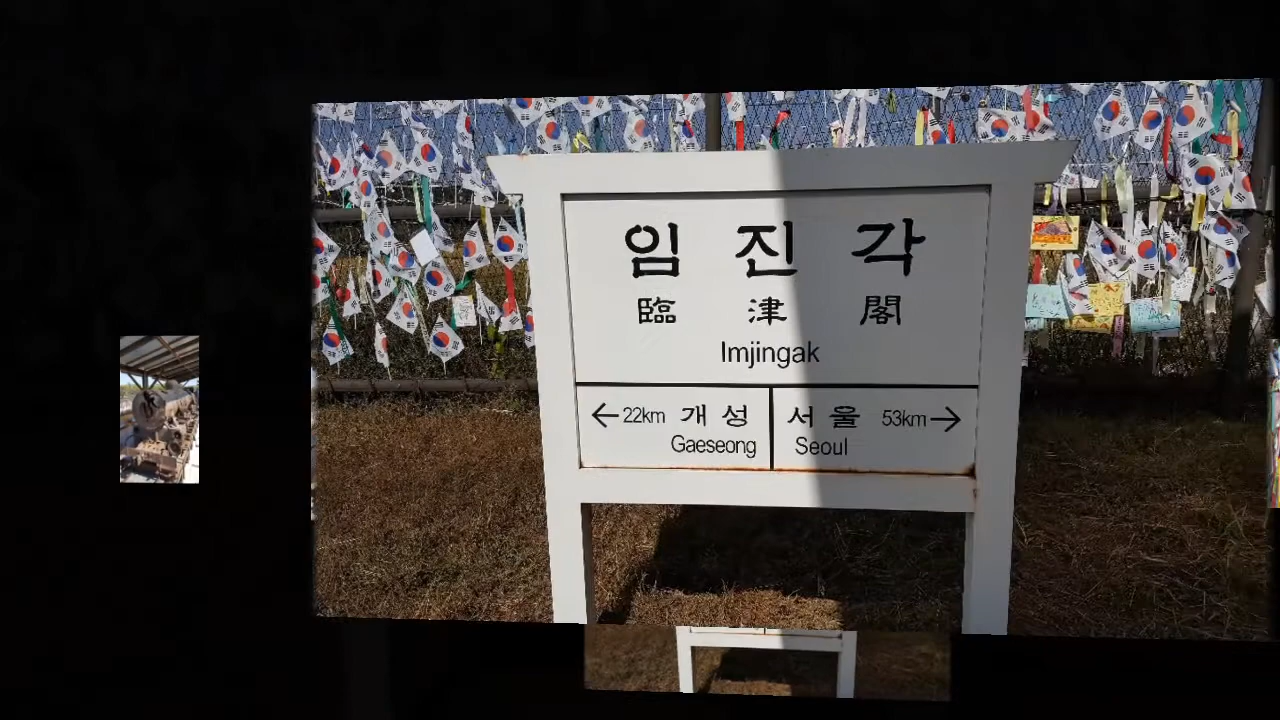 임 진 각
臨 津 閣
Imjingak
← 22km 개 성
Gaeseong
서 울 53km →
Seoul